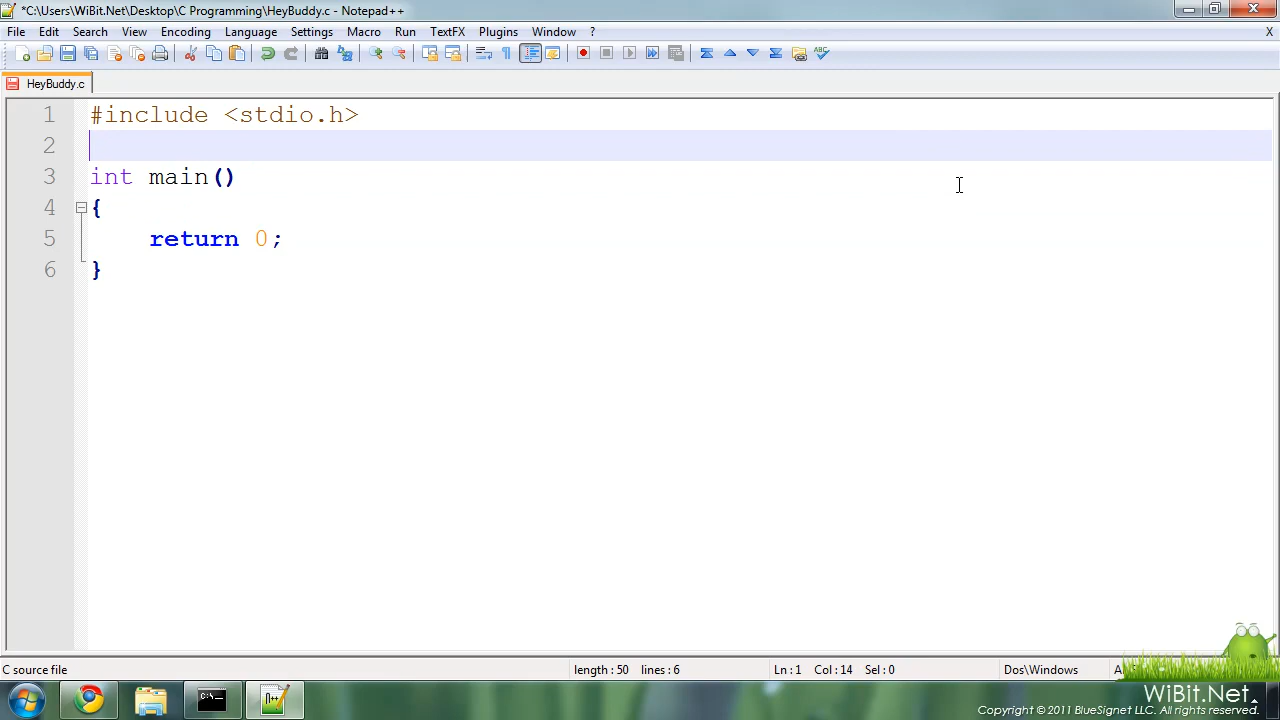 *C:\Users\WiBit.Net\Desktop\C Programming\HeyBuddy.c - Notepad++
File Edit Search View Encoding Language Settings Macro Run TextFX Plugins Window ? X
HeyBuddy.c
1 #include <stdio.h>
2
3 int main()
4 {
5 return 0;
6 }
C source file length : 50 lines : 6 Ln : 1 Col : 14 Sel : 0 Dos\Windows
WiBit.Net
Copyright © 2011 BlueSignet LLC. All rights reserved.